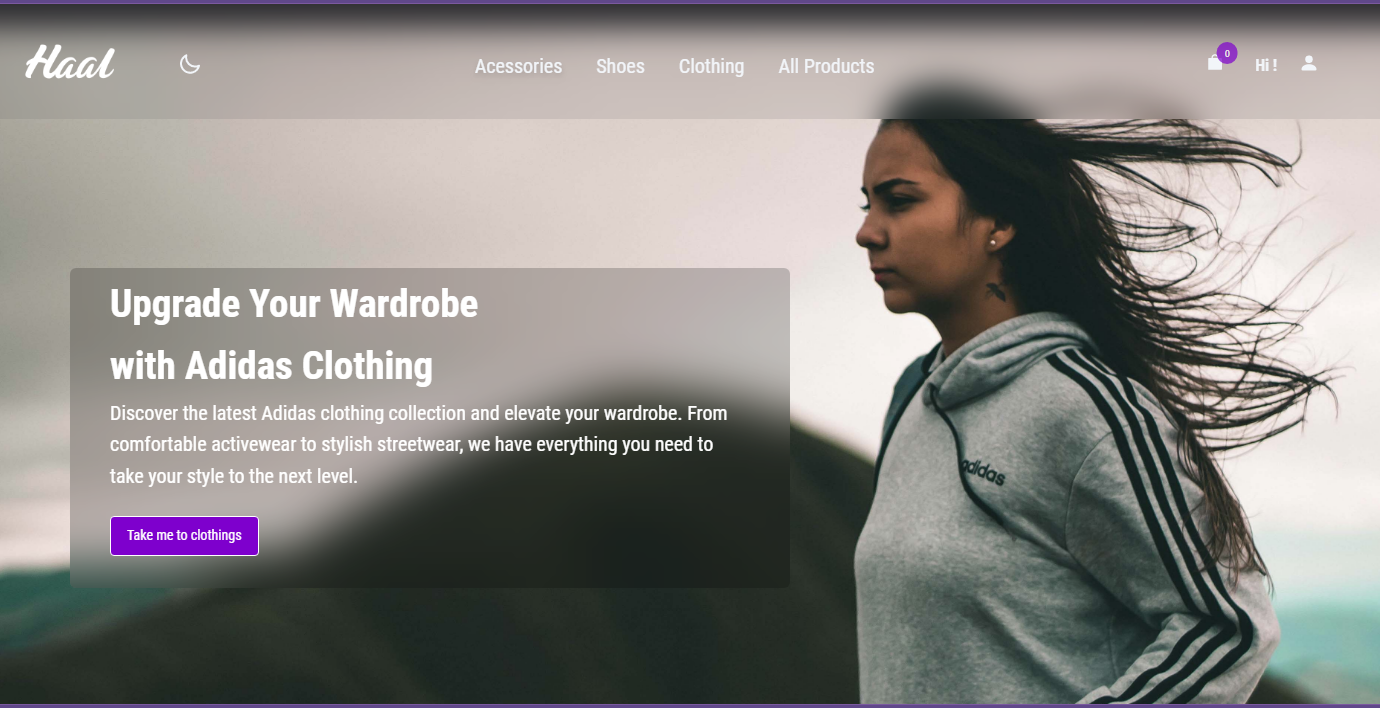 Haal
Acessories Shoes Clothing All Products
0
Hi !
Upgrade Your Wardrobe
with Adidas Clothing
Discover the latest Adidas clothing collection and elevate your wardrobe. From
comfortable activewear to stylish streetwear, we have everything you need to
take your style to the next level.
Take me to clothings
adidas